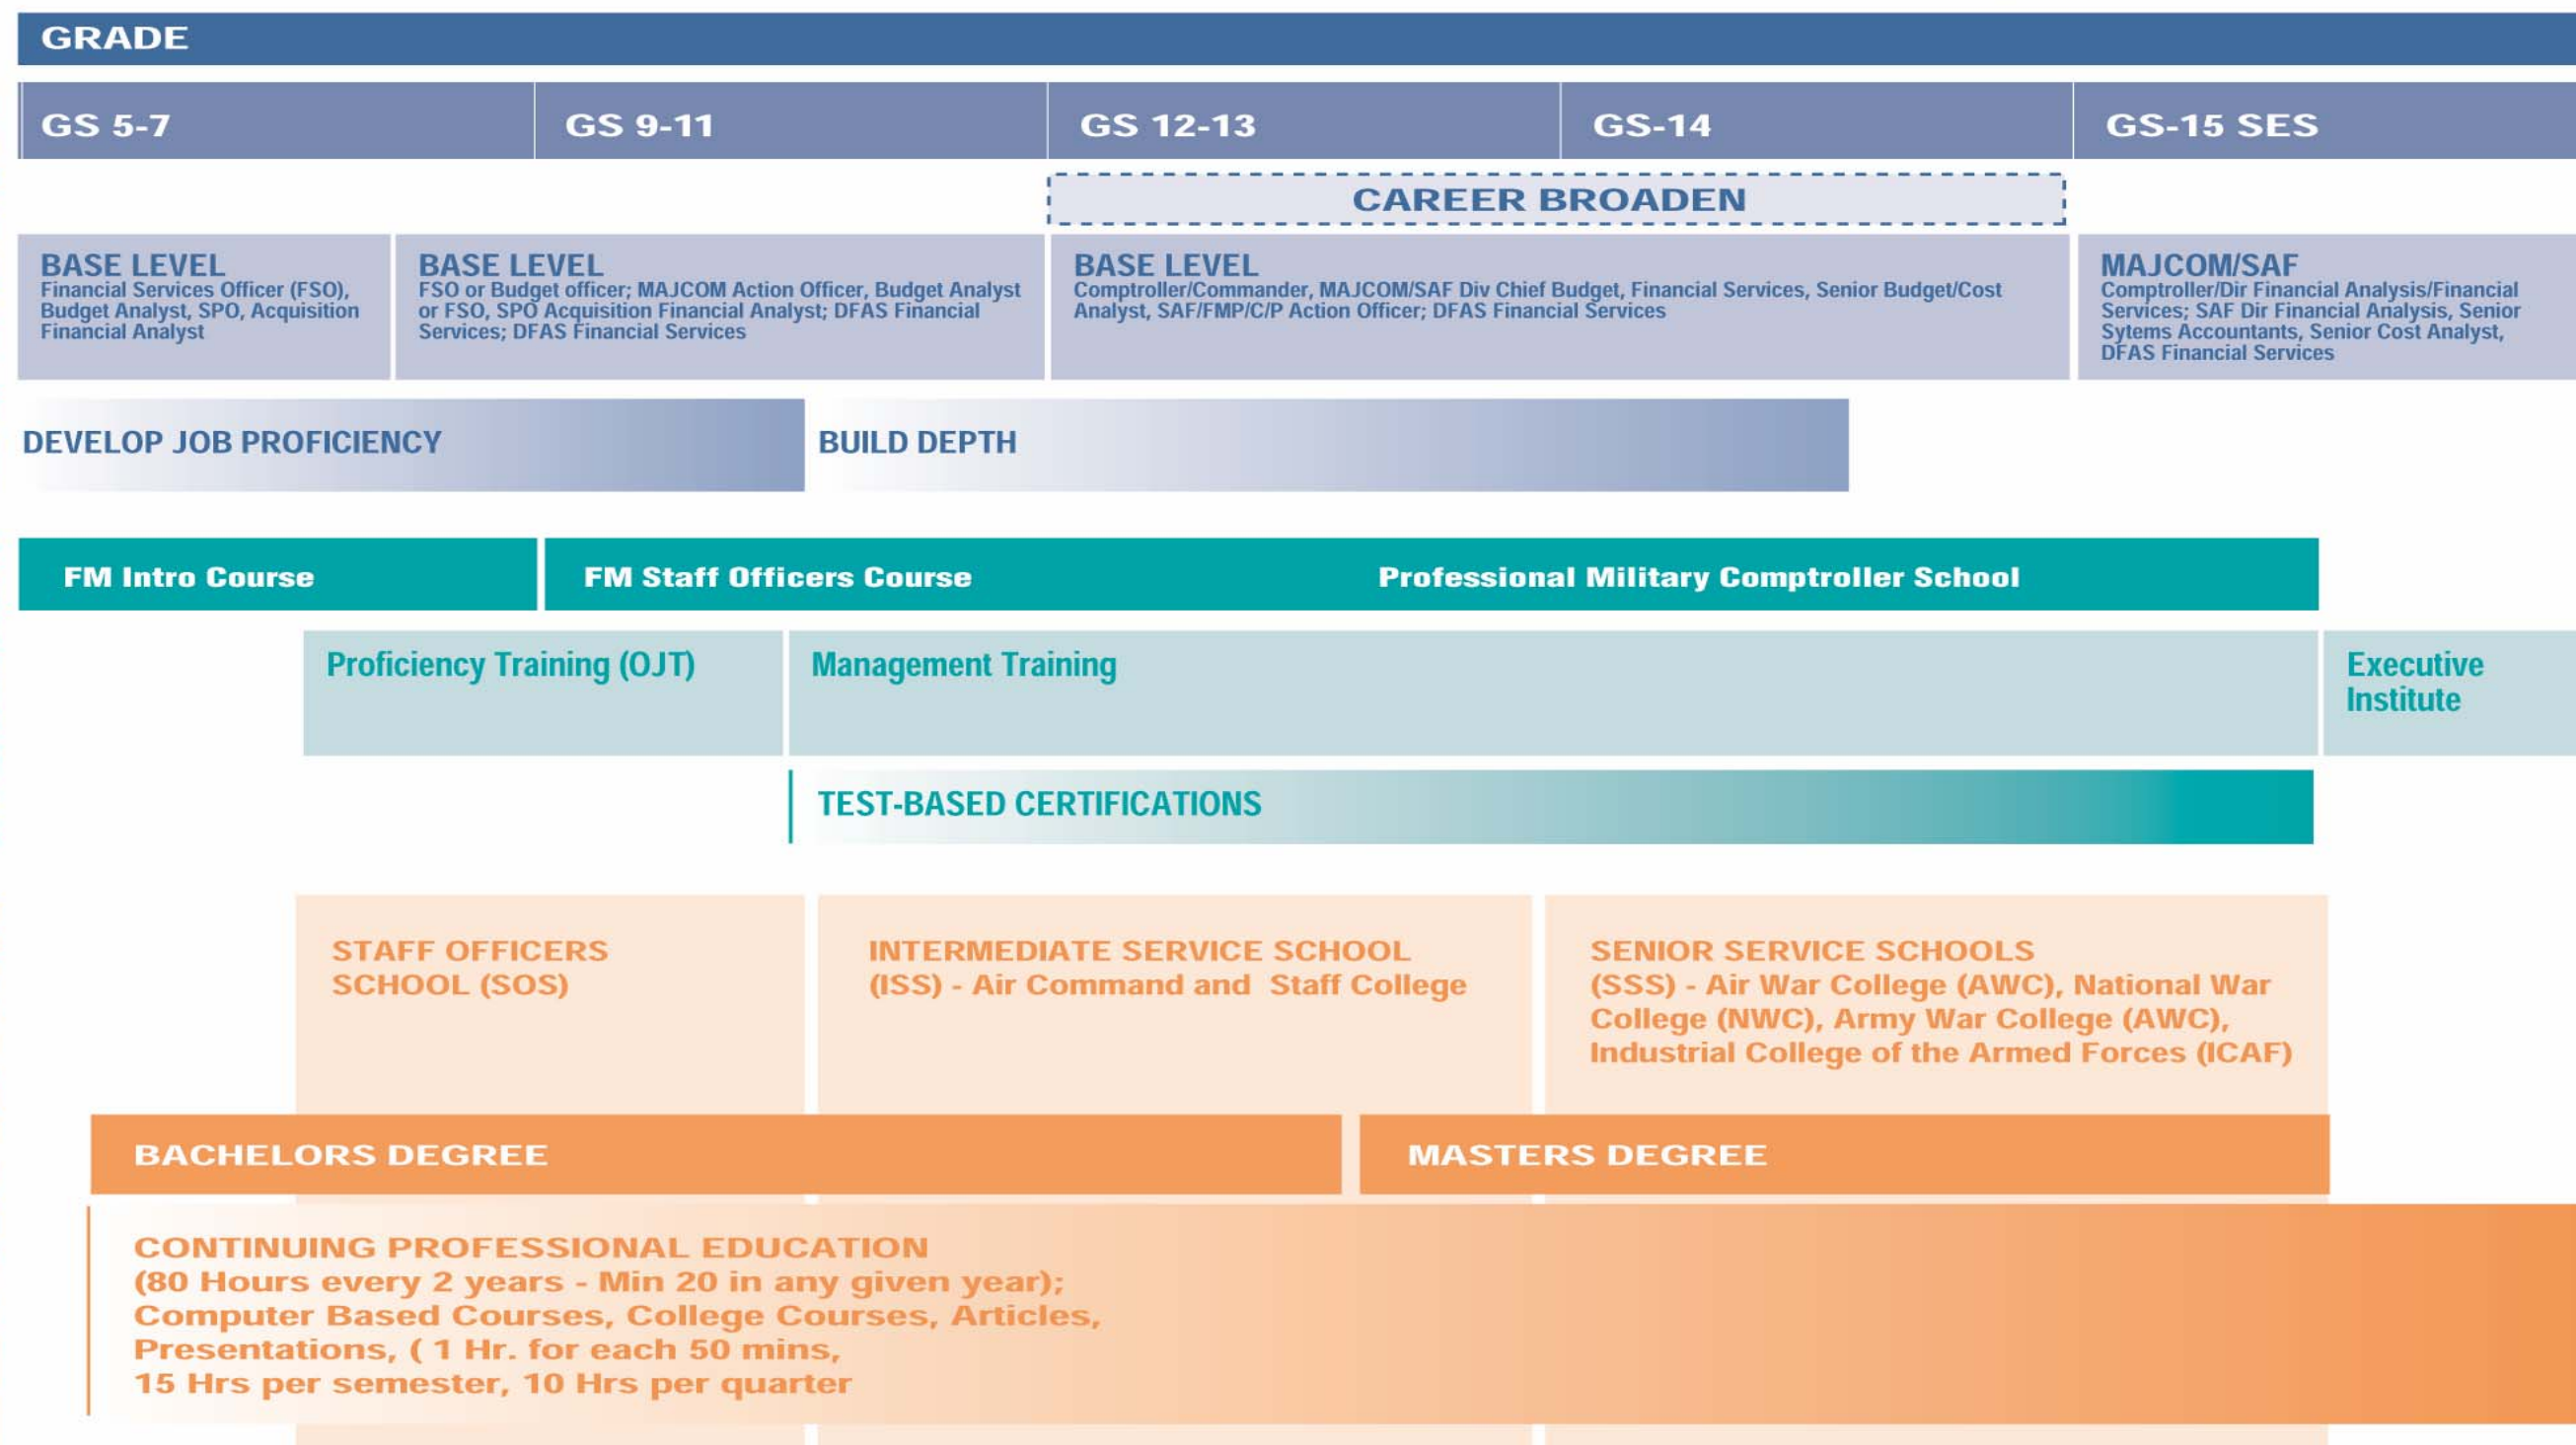 GRADE
GS 5-7
GS 9-11
GS 12-13
GS-14
GS-15 SES
CAREER BROADEN
BASE LEVEL
Financial Services Officer (FSO),
Budget Analyst, SPO, Acquisition
Financial Analyst
BASE LEVEL
FSO or Budget officer; MAJCOM Action Officer, Budget Analyst
or FSO, SPO Acquisition Financial Analyst; DFAS Financial
Services; DFAS Financial Services
BASE LEVEL
Comptroller/Commander, MAJCOM/SAF Div Chief Budget, Financial Services, Senior Budget/Cost
Analyst, SAF/FMP/C/P Action Officer; DFAS Financial Services
MAJCOM/SAF
Comptroller/Dir Financial Analysis/Financial
Services; SAF Dir Financial Analysis, Senior
Sytems Accountants, Senior Cost Analyst,
DFAS Financial Services
DEVELOP JOB PROFICIENCY
BUILD DEPTH
FM Intro Course
FM Staff Officers Course
Professional Military Comptroller School
Proficiency Training (OJT)
Management Training
Executive
Institute
TEST-BASED CERTIFICATIONS
STAFF OFFICERS
SCHOOL (SOS)
INTERMEDIATE SERVICE SCHOOL
(ISS) - Air Command and Staff College
SENIOR SERVICE SCHOOLS
(SSS) - Air War College (AWC), National War
College (NWC), Army War College (AWC),
Industrial College of the Armed Forces (ICAF)
BACHELORS DEGREE
MASTERS DEGREE
CONTINUING PROFESSIONAL EDUCATION
(80 Hours every 2 years - Min 20 in any given year);
Computer Based Courses, College Courses, Articles,
Presentations, ( 1 Hr. for each 50 mins,
15 Hrs per semester, 10 Hrs per quarter